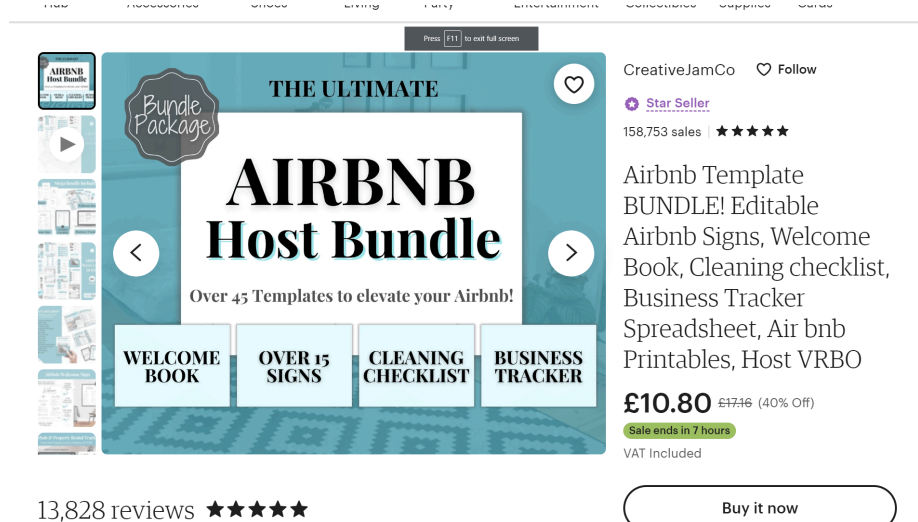 Hub Accessories Shoes Living Party Entertainment Collectibles Supplies Cards
Press F11 to exit full screen
Bundle
Package
THE ULTIMATE
AIRBNB
Host Bundle
Over 45 Templates to elevate your Airbnb!
WELCOME
BOOK
OVER 15
SIGNS
CLEANING
CHECKLIST
BUSINESS
TRACKER
CreativeJamCo Follow
Star Seller
158,753 sales
Airbnb Template
BUNDLE! Editable
Airbnb Signs, Welcome
Book, Cleaning checklist,
Business Tracker
Spreadsheet, Air bnb
Printables, Host VRBO
£10.80 £17.16 (40% Off)
Sale ends in 7 hours
VAT Included
Buy it now
13,828 reviews